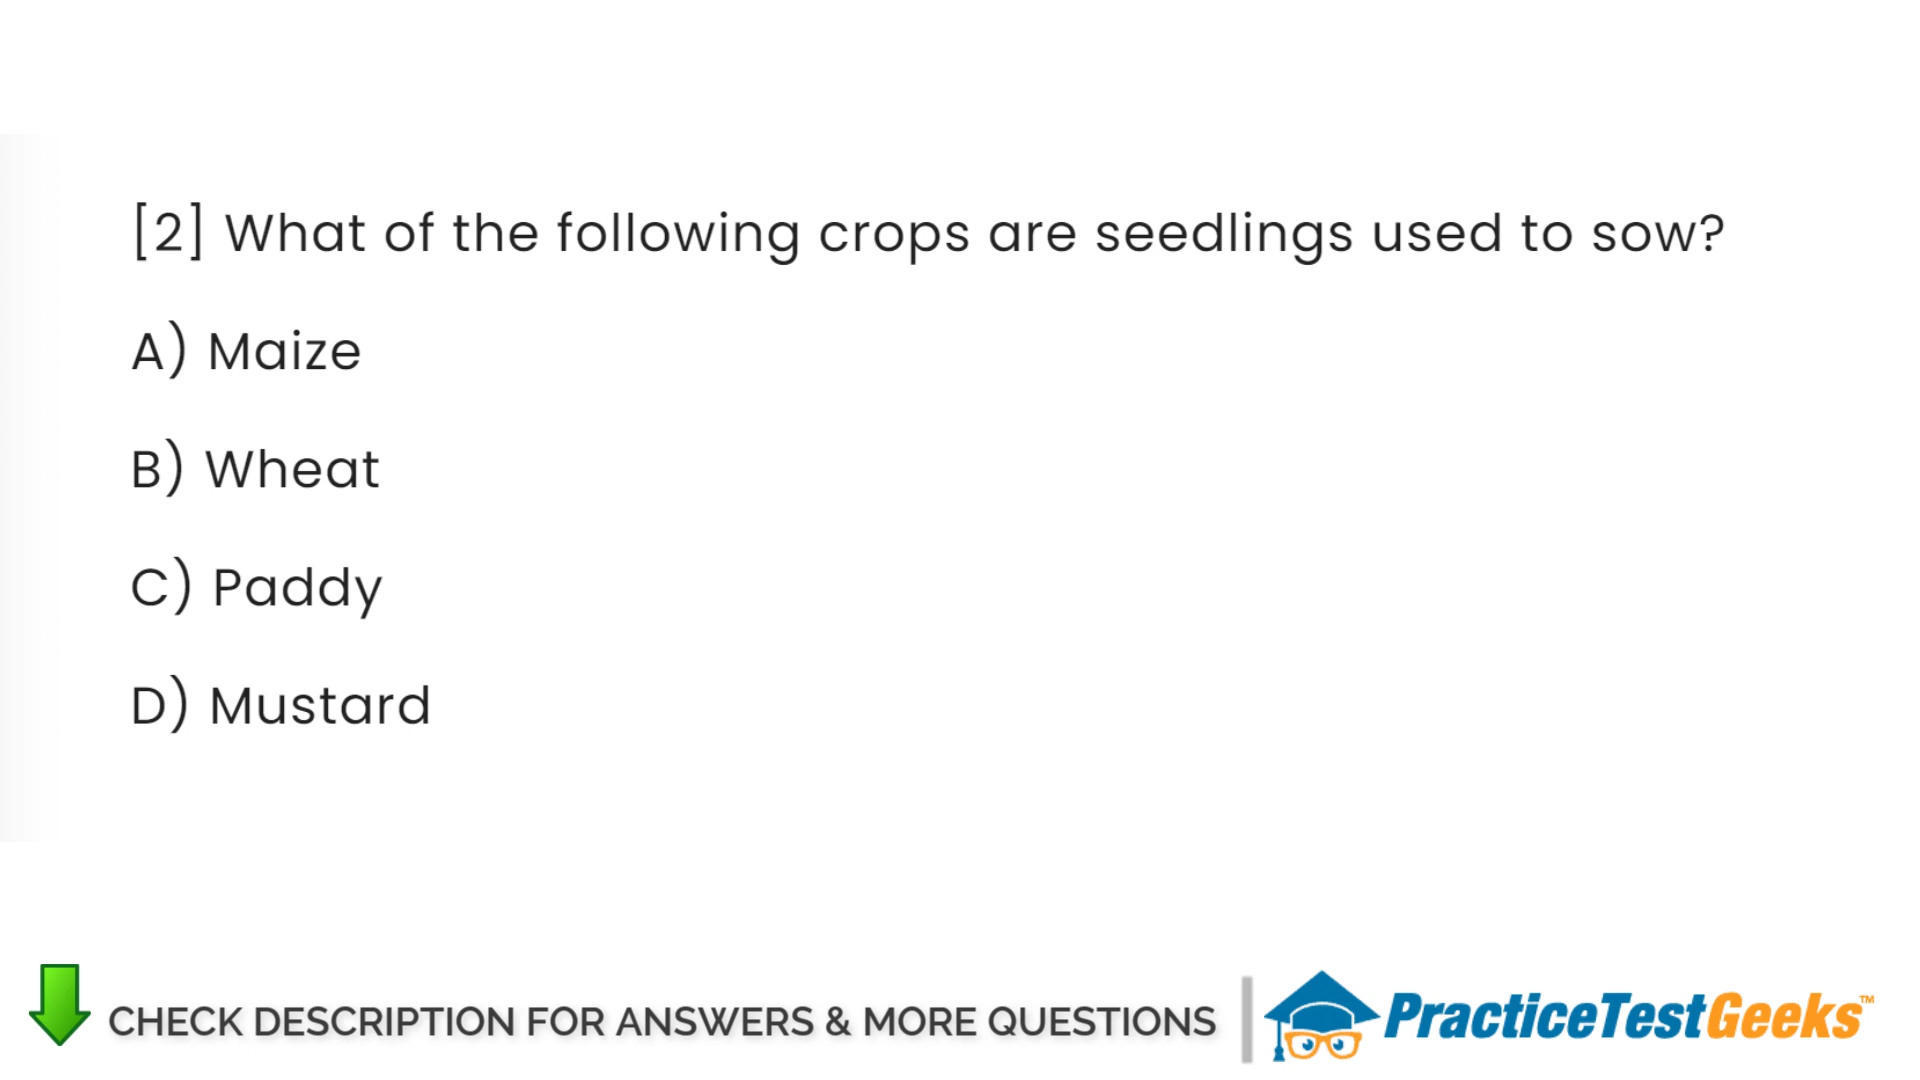 [2] What of the following crops are seedlings used to sow?
A) Maize
B) Wheat
C) Paddy
D) Mustard
CHECK DESCRIPTION FOR ANSWERS & MORE QUESTIONS
PracticeTestGeeks™